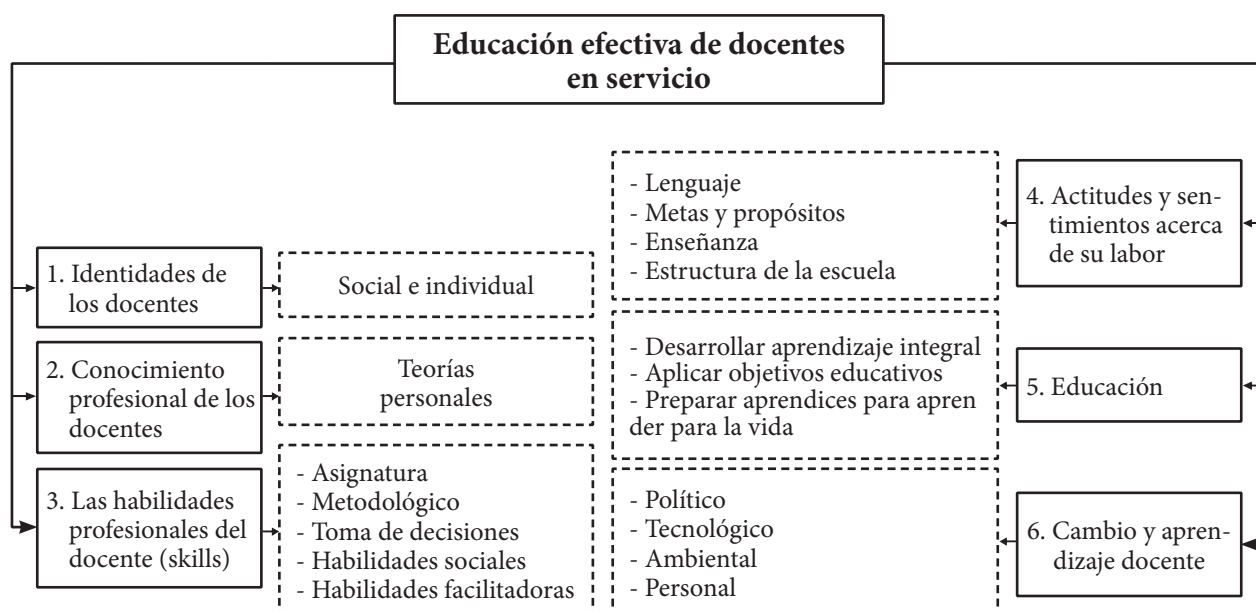 Educación efectiva de docentes
en servicio
1. Identidades de
los docentes
Social e individual
2. Conocimiento
profesional de los
docentes
Teorías
personales
3. Las habilidades
profesionales del
docente (skills)
- Asignatura
- Metodológico
- Toma de decisiones
- Habilidades sociales
- Habilidades facilitadoras
- Lenguaje
- Metas y propósitos
- Enseñanza
- Estructura de la escuela
4. Actitudes y sen-
timientos acerca
de su labor
- Desarrollar aprendizaje integral
- Aplicar objetivos educativos
- Preparar aprendices para apren
der para la vida
5. Educación
- Político
- Tecnológico
- Ambiental
- Personal
6. Cambio y apren-
dizaje docente